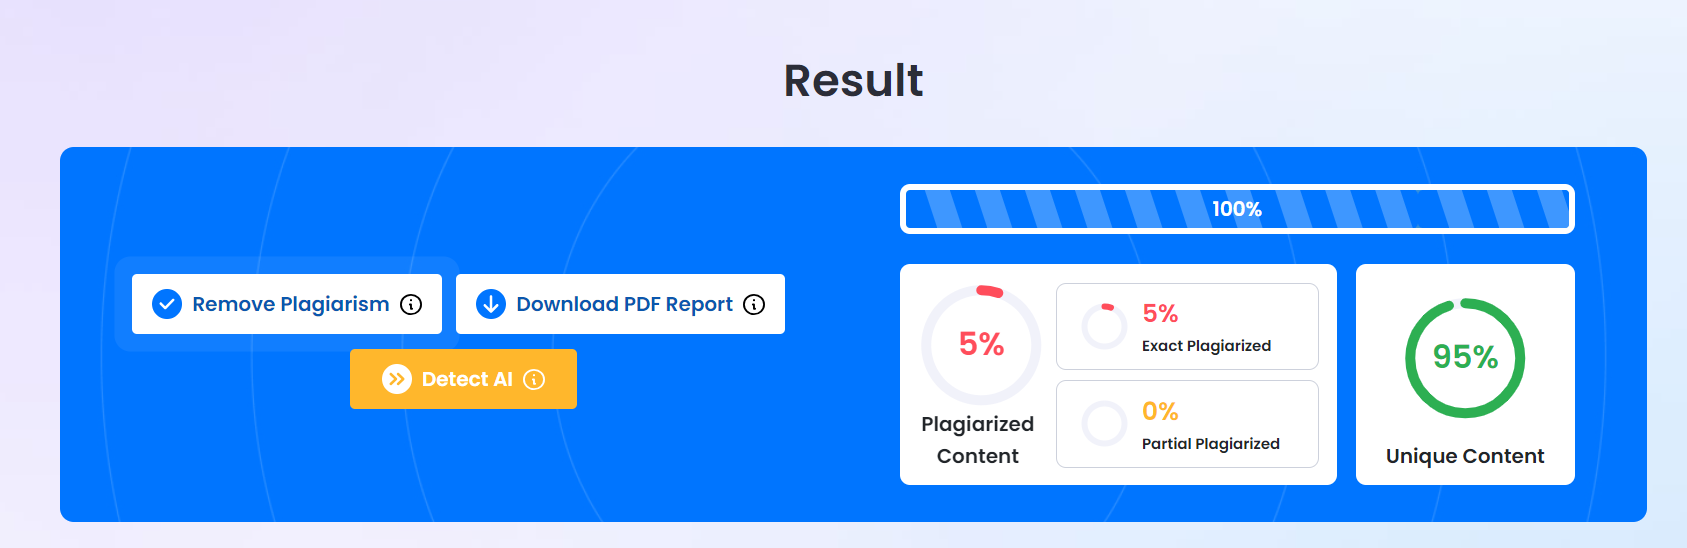 Result
Remove Plagiarism
Download PDF Report
Detect AI
100%
5%
Plagiarized
Content
5%
Exact Plagiarized
0%
Partial Plagiarized
95%
Unique Content